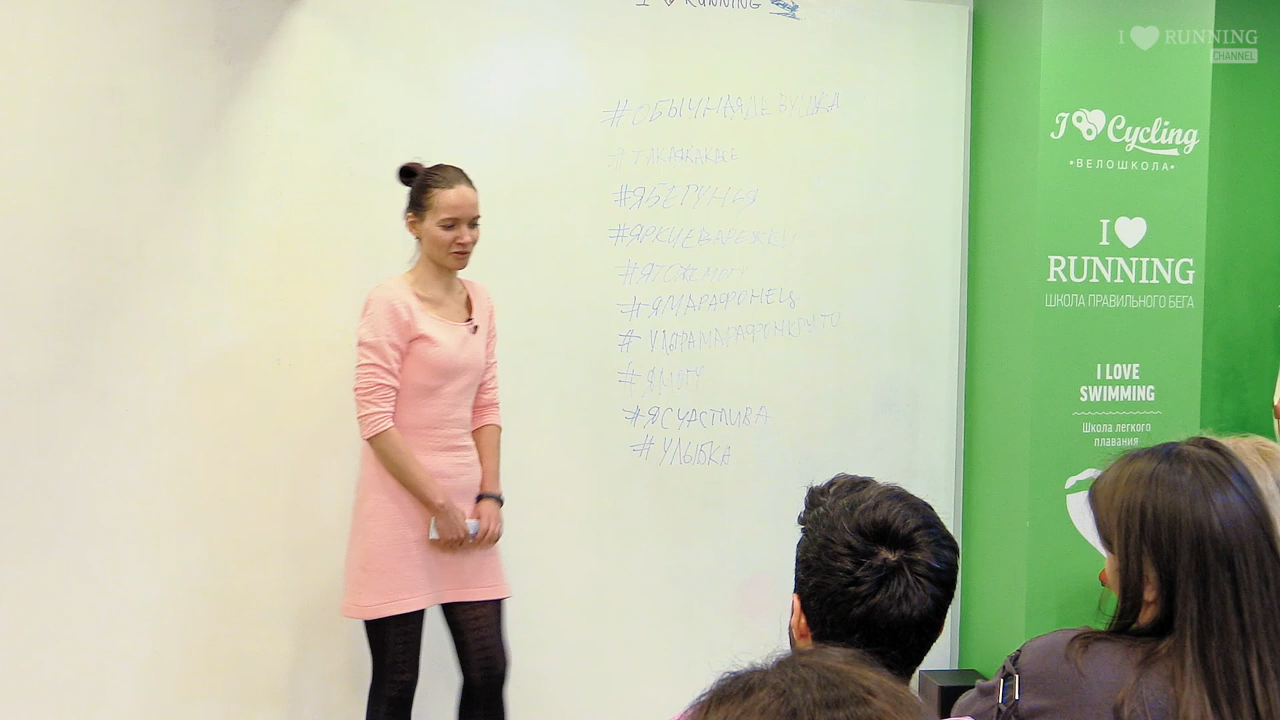 I ♥ RUNNING
#ОБЫЧНАЯДЕВУШКА
#ТАКАЯКАКВСЕ
#ЯБЕГУНЬЯ
#ЯРКИЕВАРЕЖКИ
#ЯТОЖЕМОГУ
#ЯМАРАФОНЕЦ
#УЛЬТРАМАРАФОНКРУТО
#ЯМОГУ
#ЯСЧАСТЛИВА
#УЛЫБКА
I ♥ RUNNING
CHANNEL
I ♥ Cycling
•ВЕЛОШКОЛА•
I ♥
RUNNING
ШКОЛА ПРАВИЛЬНОГО БЕГА
I LOVE
SWIMMING
Школа легкого
плавания